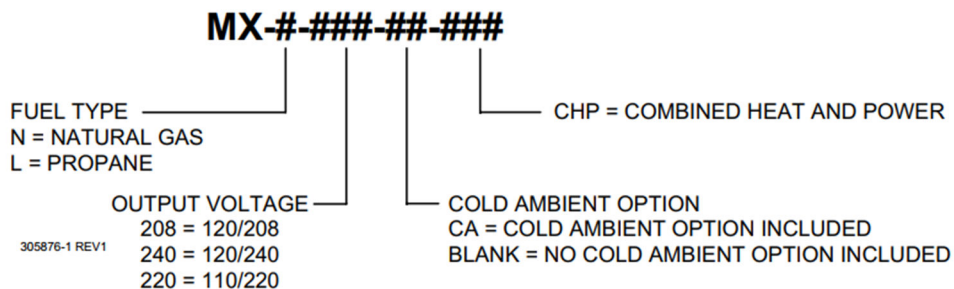 MX-#-###-##-###
FUEL TYPE
N = NATURAL GAS
L = PROPANE
CHP = COMBINED HEAT AND POWER
OUTPUT VOLTAGE
208 = 120/208
240 = 120/240
220 = 110/220
COLD AMBIENT OPTION
CA = COLD AMBIENT OPTION INCLUDED
BLANK = NO COLD AMBIENT OPTION INCLUDED
305876-1 REV1